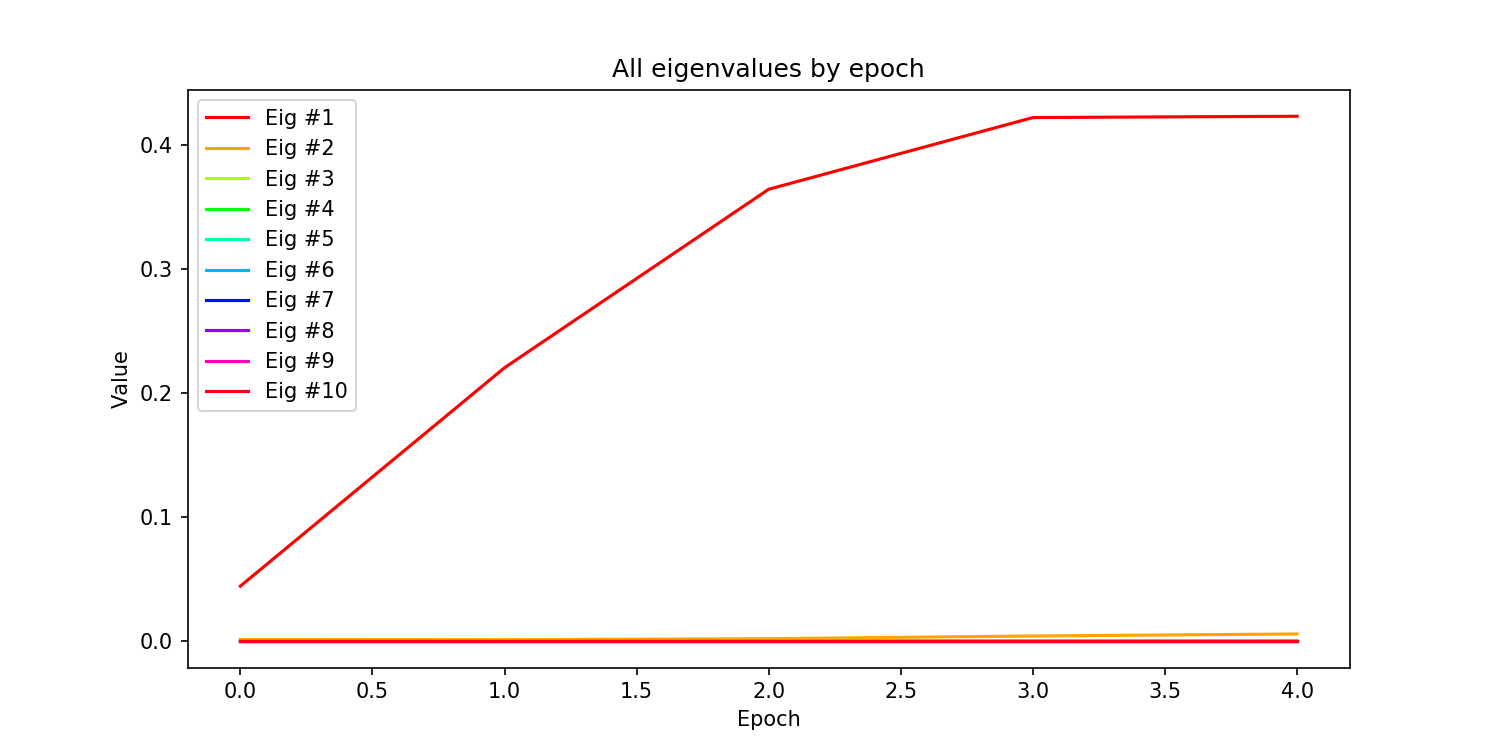 All eigenvalues by epoch
Eig #1
Eig #2
Eig #3
Eig #4
Eig #5
Eig #6
Eig #7
Eig #8
Eig #9
Eig #10
Value
0.4
0.3
0.2
0.1
0.0
0.0 0.5 1.0 1.5 2.0 2.5 3.0 3.5 4.0
Epoch